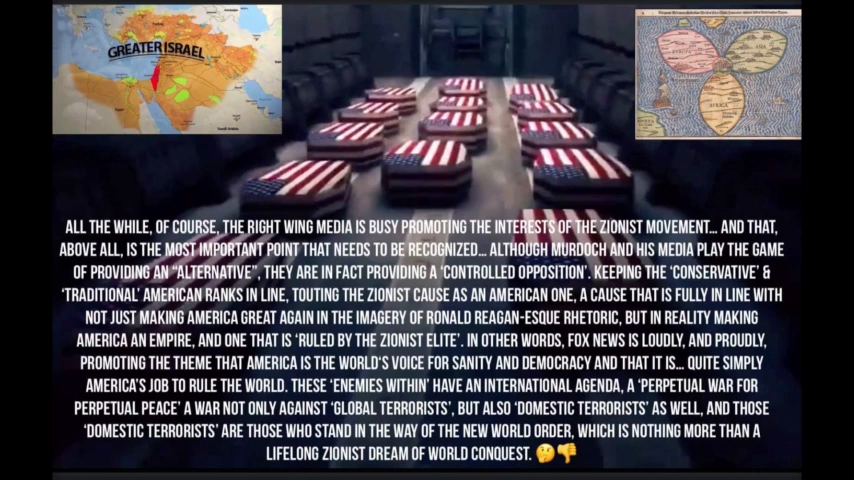 GREATER ISRAEL
ALL THE WHILE, OF COURSE, THE RIGHT WING MEDIA IS BUSY PROMOTING THE INTERESTS OF THE ZIONIST MOVEMENT... AND THAT,
ABOVE ALL, IS THE MOST IMPORTANT POINT THAT NEEDS TO BE RECOGNIZED... ALTHOUGH MURDOCH AND HIS MEDIA PLAY THE GAME
OF PROVIDING AN "ALTERNATIVE", THEY ARE IN FACT PROVIDING A 'CONTROLLED OPPOSITION'. KEEPING THE 'CONSERVATIVE' &
'TRADITIONAL' AMERICAN RANKS IN LINE, TOUTING THE ZIONIST CAUSE AS AN AMERICAN ONE, A CAUSE THAT IS FULLY IN LINE WITH
NOT JUST MAKING AMERICA GREAT AGAIN IN THE IMAGERY OF RONALD REAGAN-ESQUE RHETORIC, BUT IN REALITY MAKING
AMERICA AN EMPIRE, AND ONE THAT IS 'RULED BY THE ZIONIST ELITE'. IN OTHER WORDS, FOX NEWS IS LOUDLY, AND PROUDLY,
PROMOTING THE THEME THAT AMERICA IS THE WORLD'S VOICE FOR SANITY AND DEMOCRACY AND THAT IT IS... QUITE SIMPLY
AMERICA'S JOB TO RULE THE WORLD. THESE 'ENEMIES WITHIN' HAVE AN INTERNATIONAL AGENDA, A 'PERPETUAL WAR FOR
PERPETUAL PEACE' A WAR NOT ONLY AGAINST 'GLOBAL TERRORISTS', BUT ALSO 'DOMESTIC TERRORISTS' AS WELL, AND THOSE
'DOMESTIC TERRORISTS' ARE THOSE WHO STAND IN THE WAY OF THE NEW WORLD ORDER, WHICH IS NOTHING MORE THAN A
LIFELONG ZIONIST DREAM OF WORLD CONQUEST. 🤔👎